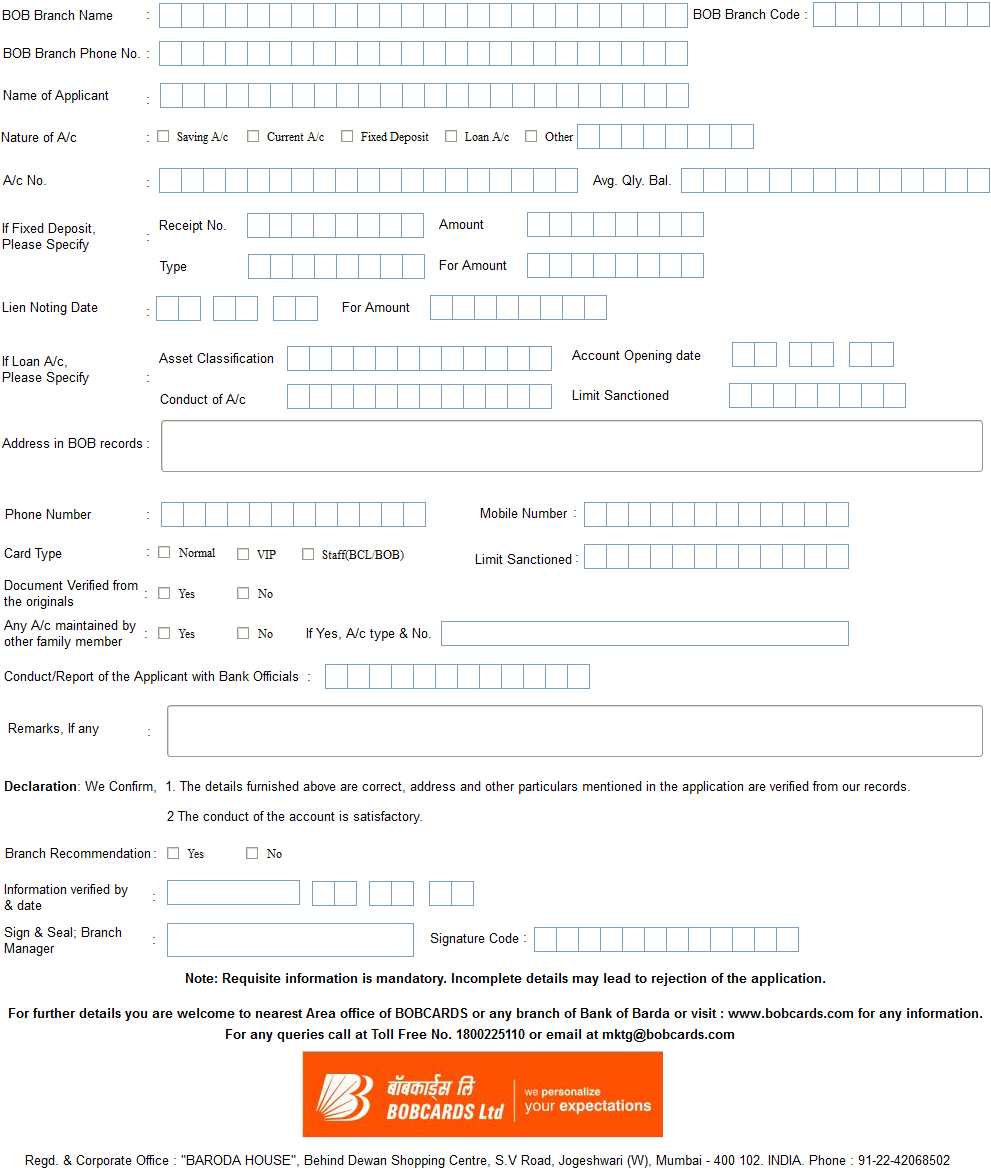 BOB Branch Name : BOB Branch Code :
BOB Branch Phone No. :
Name of Applicant :
Nature of A/c : Saving A/c Current A/c Fixed Deposit Loan A/c Other
A/c No. : Avg. Qly. Bal.
If Fixed Deposit,
Please Specify :
Receipt No. Amount
Type For Amount
Lien Noting Date : For Amount
If Loan A/c,
Please Specify :
Asset Classification Account Opening date
Conduct of A/c Limit Sanctioned
Address in BOB records :
Phone Number : Mobile Number :
Card Type : Normal VIP Staff(BCL/BOB) Limit Sanctioned :
Document Verified from
the originals : Yes No
Any A/c maintained by
other family member : Yes No If Yes, A/c type & No.
Conduct/Report of the Applicant with Bank Officials :
Remarks, If any :
Declaration: We Confirm, 1. The details furnished above are correct, address and other particulars mentioned in the application are verified from our records.
2 The conduct of the account is satisfactory.
Branch Recommendation : Yes No
Information verified by
& date :
Sign & Seal; Branch
Manager : Signature Code :
Note: Requisite information is mandatory. Incomplete details may lead to rejection of the application.
For further details you are welcome to nearest Area office of BOBCARDS or any branch of Bank of Barda or visit : www.bobcards.com for any information.
For any queries call at Toll Free No. 1800225110 or email at mktg@bobcards.com
बॉबकार्ड्स लि
BOBCARDS Ltd
we personalize
your expectations
Regd. & Corporate Office : "BARODA HOUSE", Behind Dewan Shopping Centre, S.V Road, Jogeshwari (W), Mumbai - 400 102. INDIA. Phone : 91-22-42068502